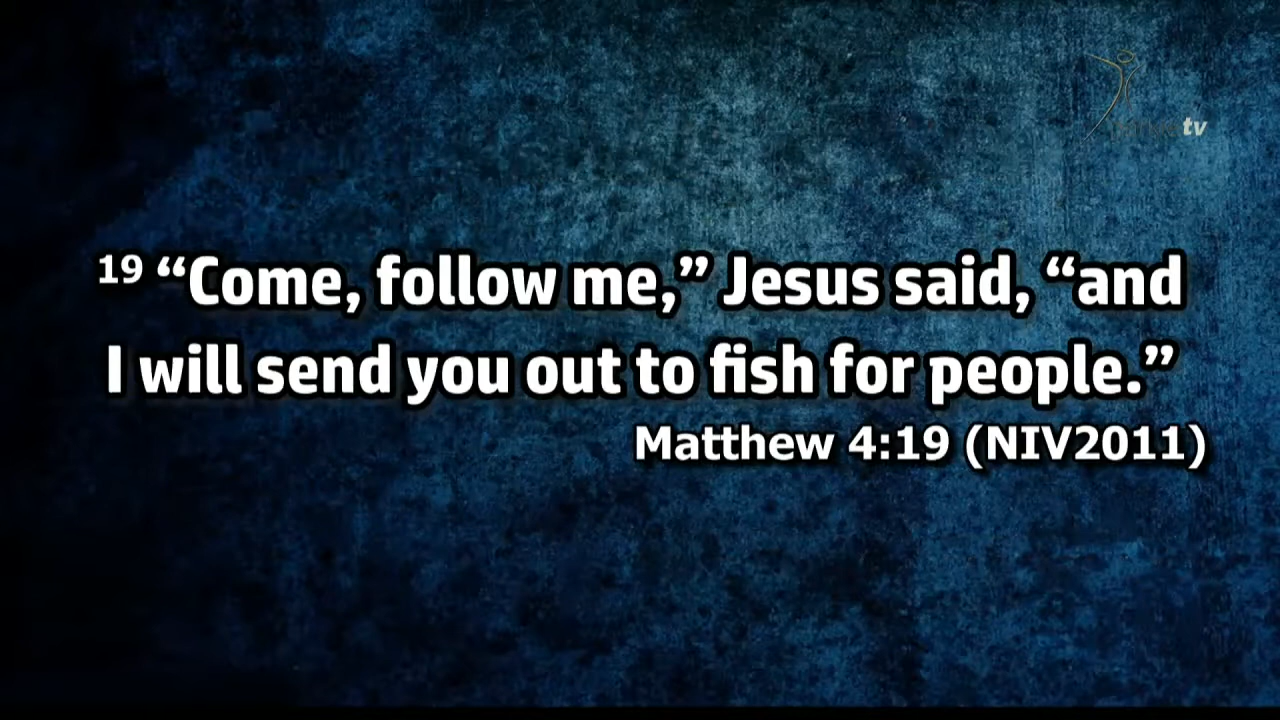 tv
19 “Come, follow me,” Jesus said, “and
I will send you out to fish for people.”
Matthew 4:19 (NIV2011)